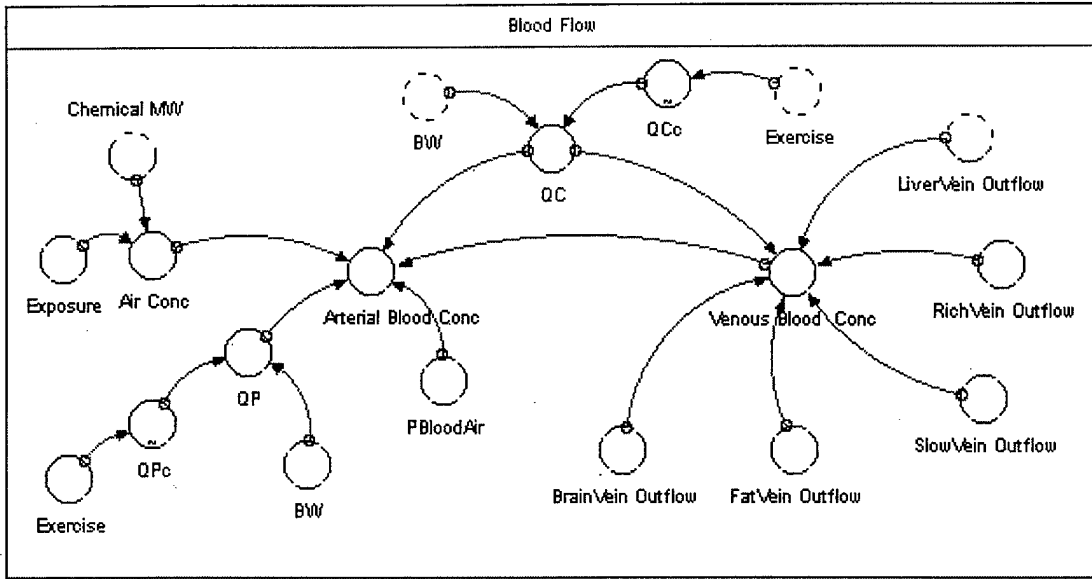 Blood Flow
Chemical MW
BW
QCc
~
Exercise
QC
LiverVein Outflow
Exposure
Air Conc
Arterial Blood Conc
Venous Blood Conc
RichVein Outflow
QP
PBloodAir
SlowVein Outflow
QPc
~
BW
BrainVein Outflow
FatVein Outflow
Exercise